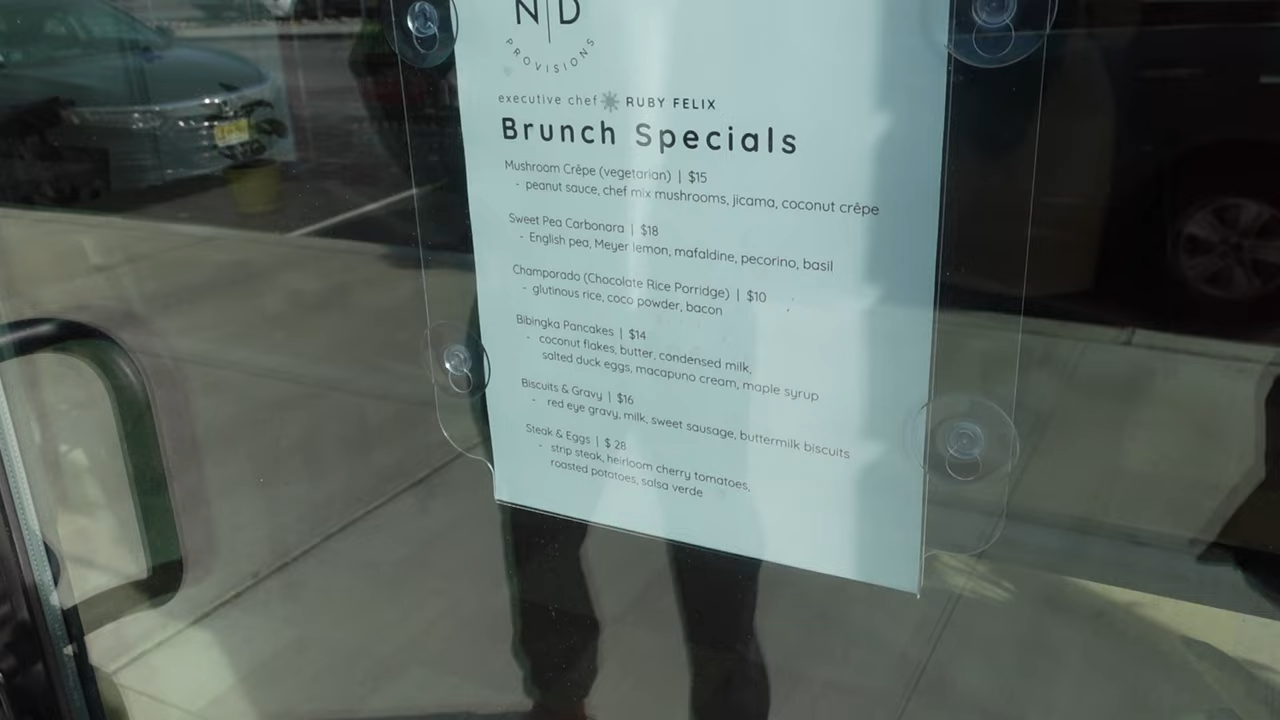 N|D
PROVISIONS
executive chef RUBY FELIX
Brunch Specials
Mushroom Crêpe (vegetarian) | $15
- peanut sauce, chef mix mushrooms, jicama, coconut crêpe
Sweet Pea Carbonara | $18
- English pea, Meyer lemon, mafaldine, pecorino, basil
Champorado (Chocolate Rice Porridge) | $10
- glutinous rice, coco powder, bacon
Bibingka Pancakes | $14
- coconut flakes, butter, condensed milk,
salted duck eggs, macapuno cream, maple syrup
Biscuits & Gravy | $16
- red eye gravy, milk, sweet sausage, buttermilk biscuits
Steak & Eggs | $ 28
- strip steak, heirloom cherry tomatoes,
roasted potatoes, salsa verde